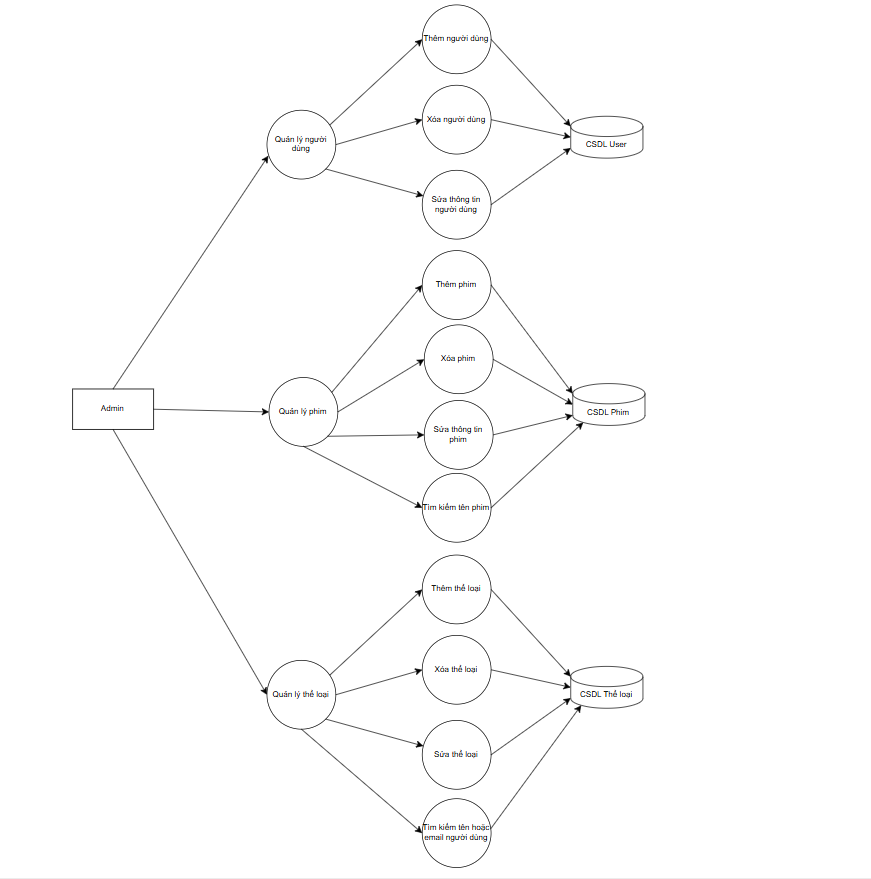 Thêm người dùng
Xóa người dùng
Quản lý người
dùng
CSDL User
Sửa thông tin
người dùng
Thêm phim
Xóa phim
Admin
Quản lý phim
CSDL Phim
Sửa thông tin
phim
Tìm kiếm tên phim
Thêm thể loại
Xóa thể loại
Quản lý thể loại
CSDL Thể loại
Sửa thể loại
Tìm kiếm tên hoặc
email người dùng